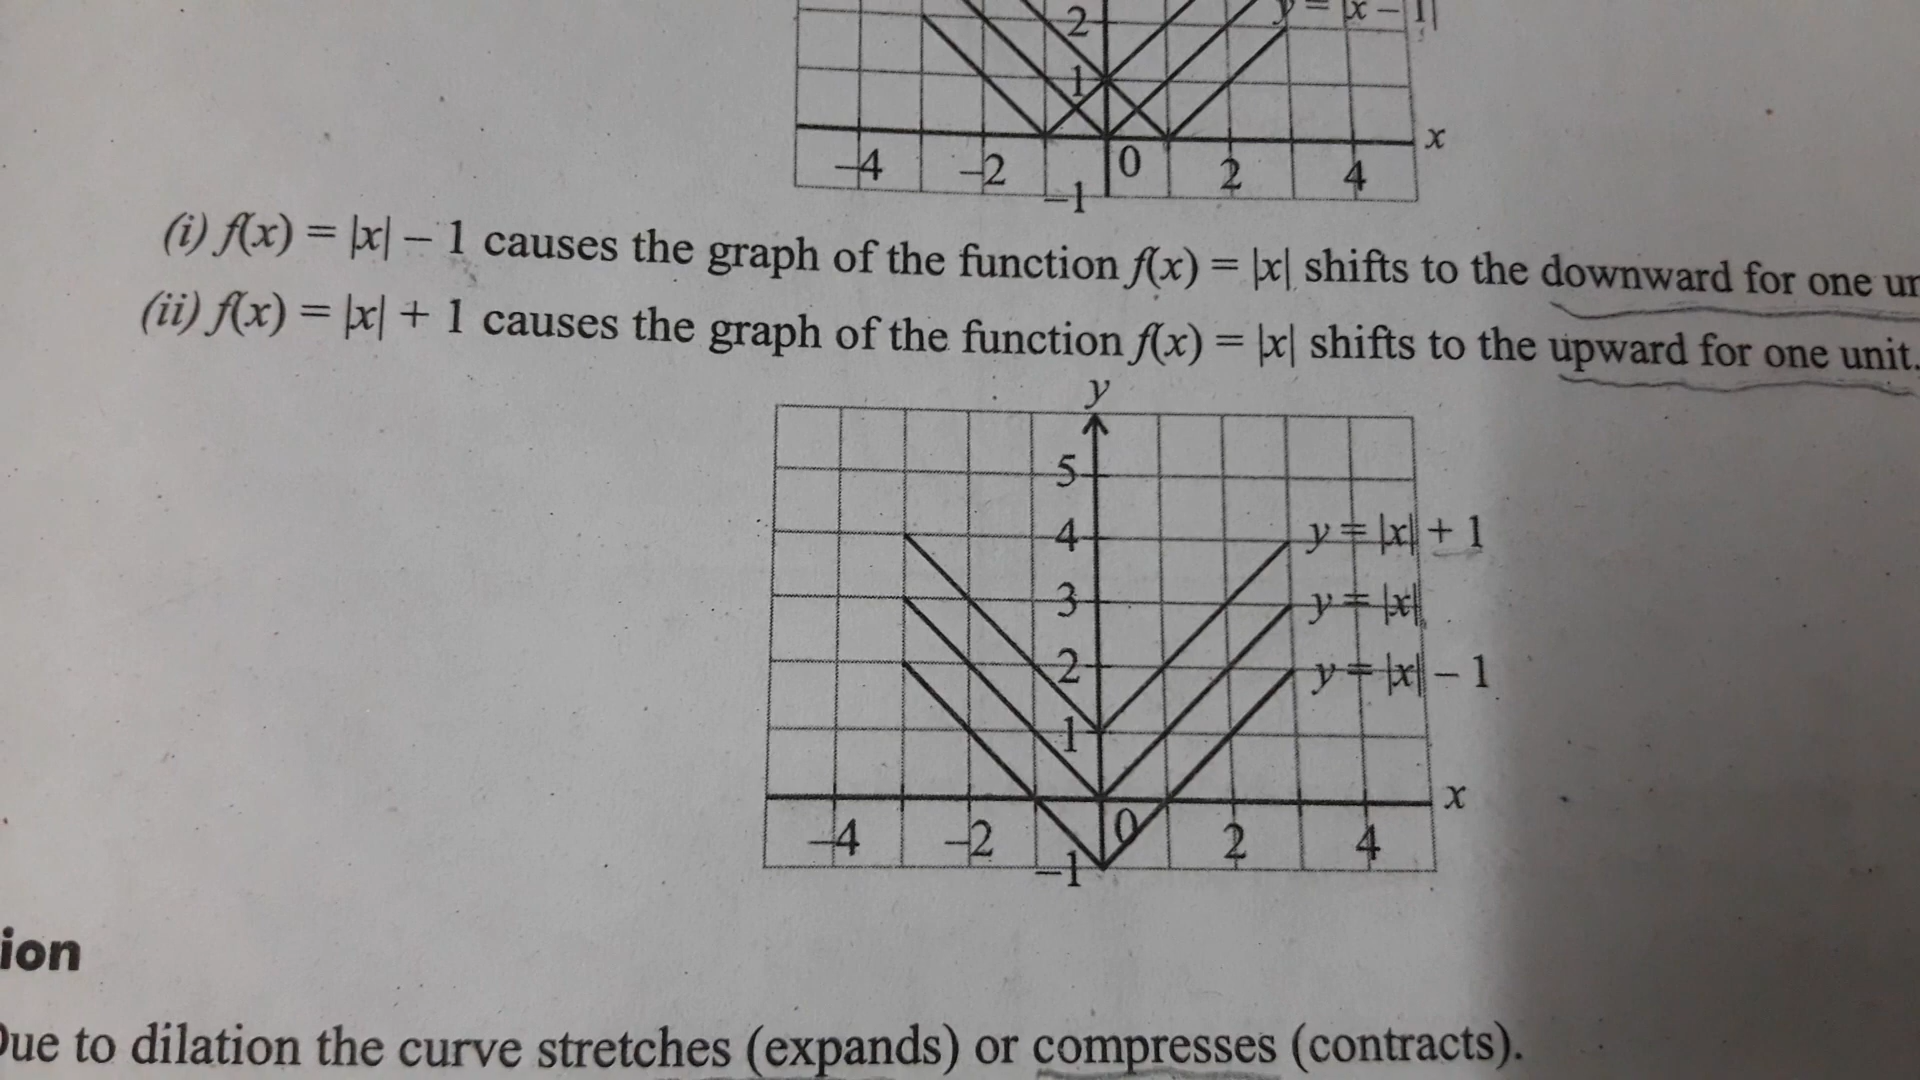 2
y = |x – 1|
1
x
–4 –2 0 2 4
–1
(i) f(x) = |x| – 1 causes the graph of the function f(x) = |x| shifts to the downward for one
(ii) f(x) = |x| + 1 causes the graph of the function f(x) = |x| shifts to the upward for one unit.
y
5
4 y = |x| + 1
3 y = |x|
2 y = |x| – 1
1
x
–4 –2 0 2 4
–1
ion
Due to dilation the curve stretches (expands) or compresses (contracts).